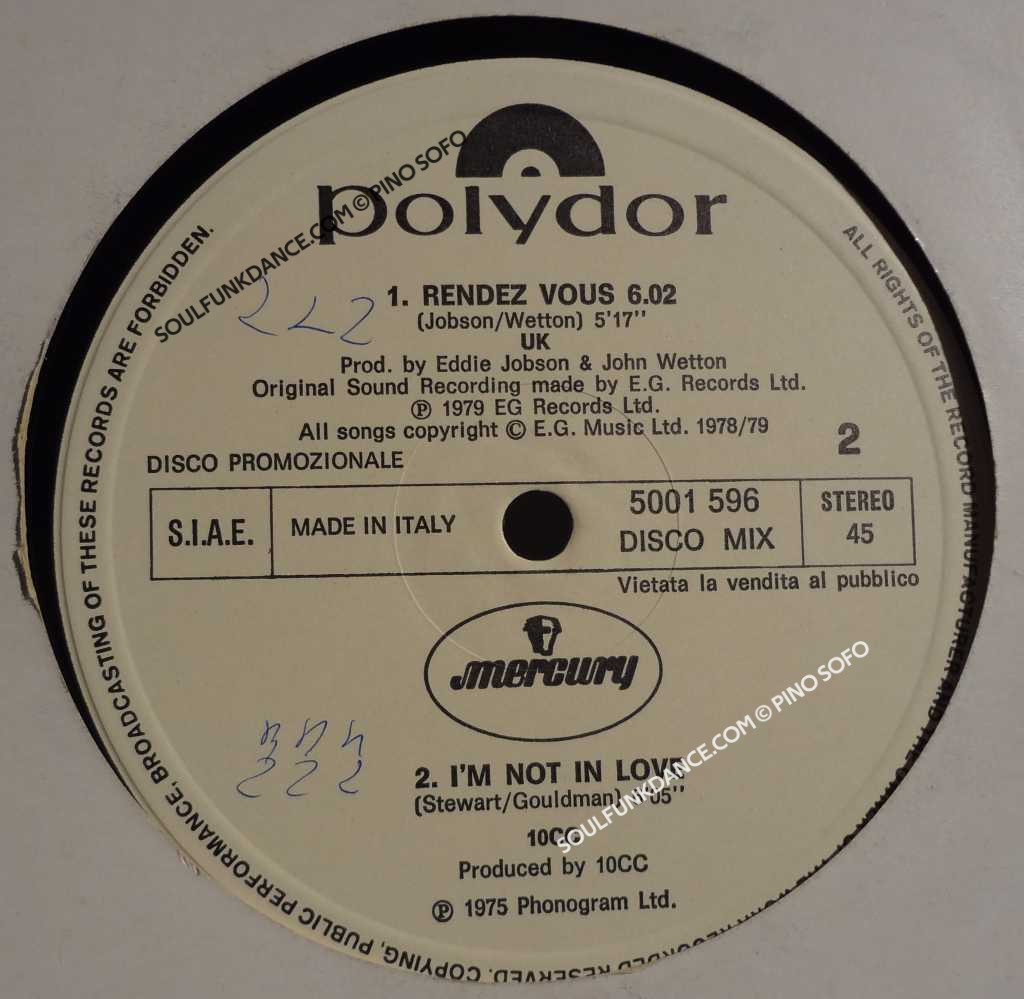 polydor
1. RENDEZ VOUS 6.02
(Jobson/Wetton) 5'17"
UK
Prod. by Eddie Jobson & John Wetton
Original Sound Recording made by E.G. Records Ltd.
Ⓟ 1979 EG Records Ltd.
All songs copyright © E.G. Music Ltd. 1978/79
2
DISCO PROMOZIONALE
S.I.A.E.
MADE IN ITALY
5001 596
DISCO MIX
STEREO
45
Vietata la vendita al pubblico
mercury
2. I'M NOT IN LOVE
(Stewart/Gouldman)
10CC
Produced by 10CC
Ⓟ 1975 Phonogram Ltd.
ALL RIGHTS OF THE RECORD MANUFACTURER AND THE
RESERVED. COPYING, PUBLIC PERFORMANCE, BROADCASTING OF THESE RECORDS ARE FORBIDDEN.
SOULFUNKDANCE.COM © PINO SOFO
SOULFUNKDANCE.COM © PINO SOFO